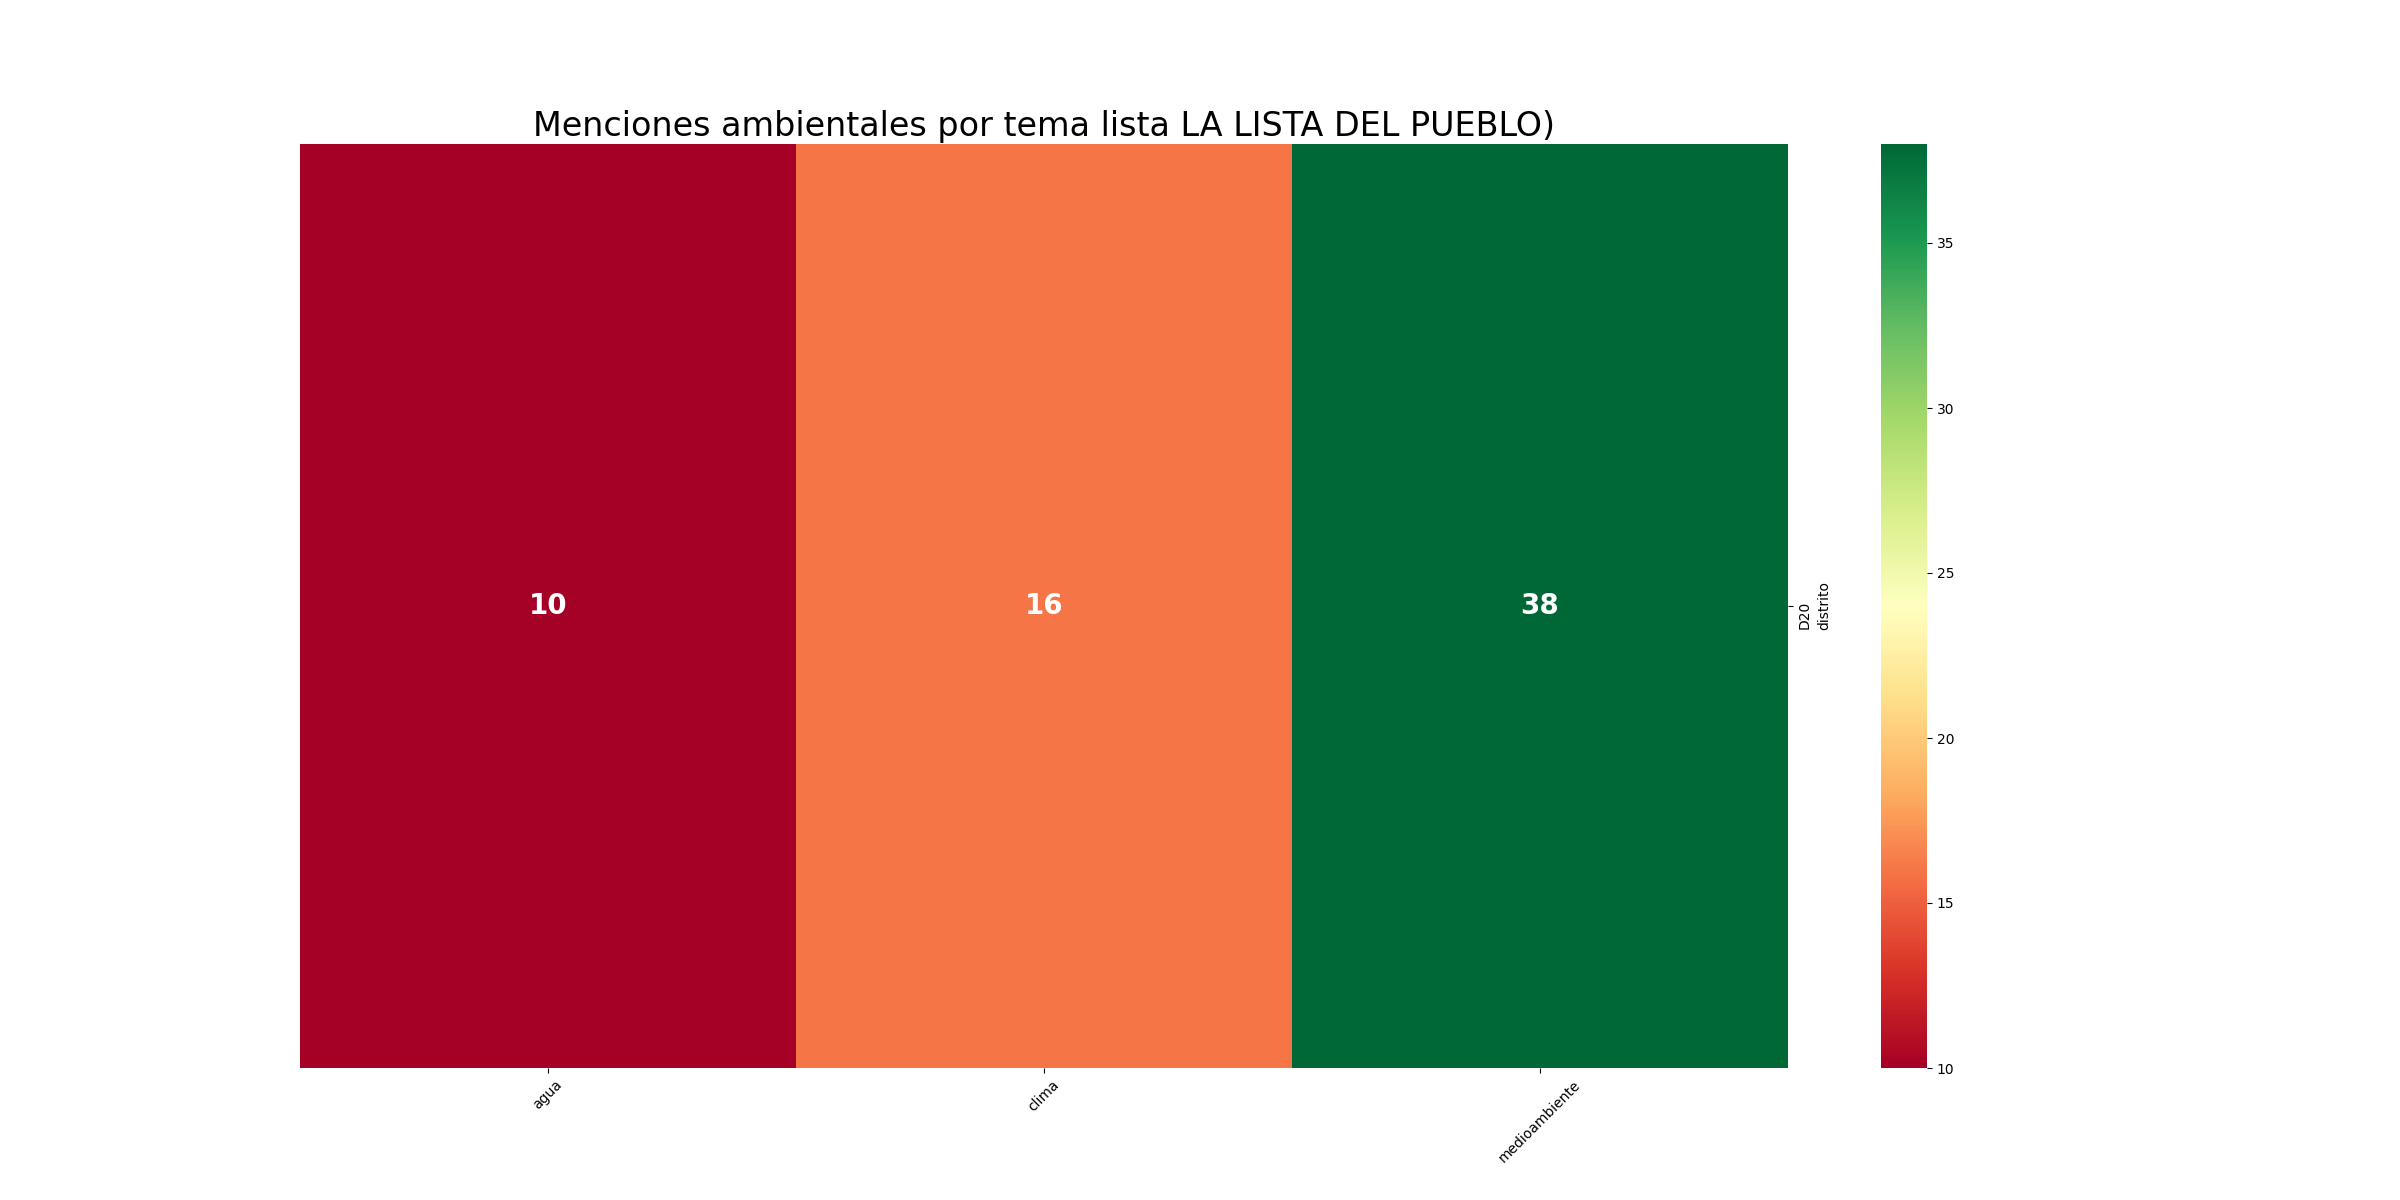 Menciones ambientales por tema lista LA LISTA DEL PUEBLO)
10
16
38
D20
distrito
agua
clima
medioambiente
35
30
25
20
15
10